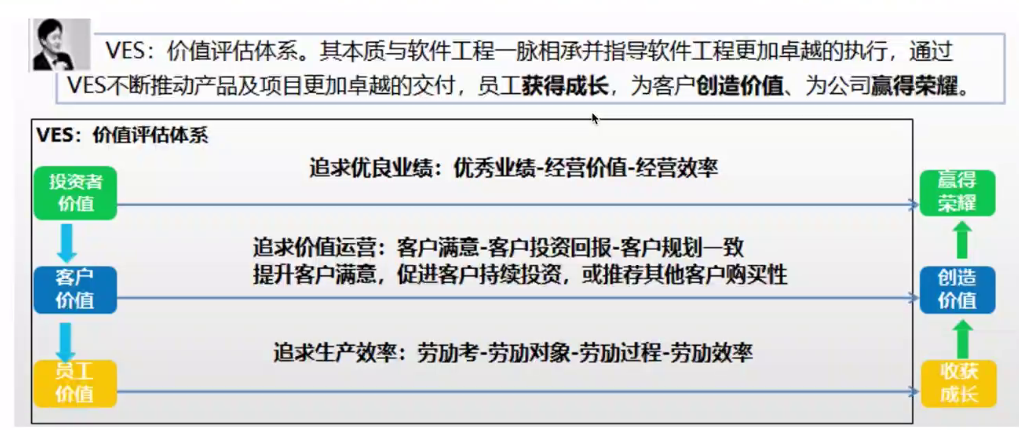 VES：价值评估体系。其本质与软件工程一脉相承并指导软件工程更加卓越的执行，通过
VES不断推动产品及项目更加卓越的交付，员工获得成长，为客户创造价值、为公司赢得荣耀。
VES：价值评估体系
追求优良业绩：优秀业绩-经营价值-经营效率
投资者
价值
赢得
荣耀
追求价值运营：客户满意-客户投资回报-客户规划一致
提升客户满意，促进客户持续投资，或推荐其他客户购买性
客户
价值
创造
价值
追求生产效率：劳动考-劳动对象-劳动过程-劳动效率
员工
价值
收获
成长